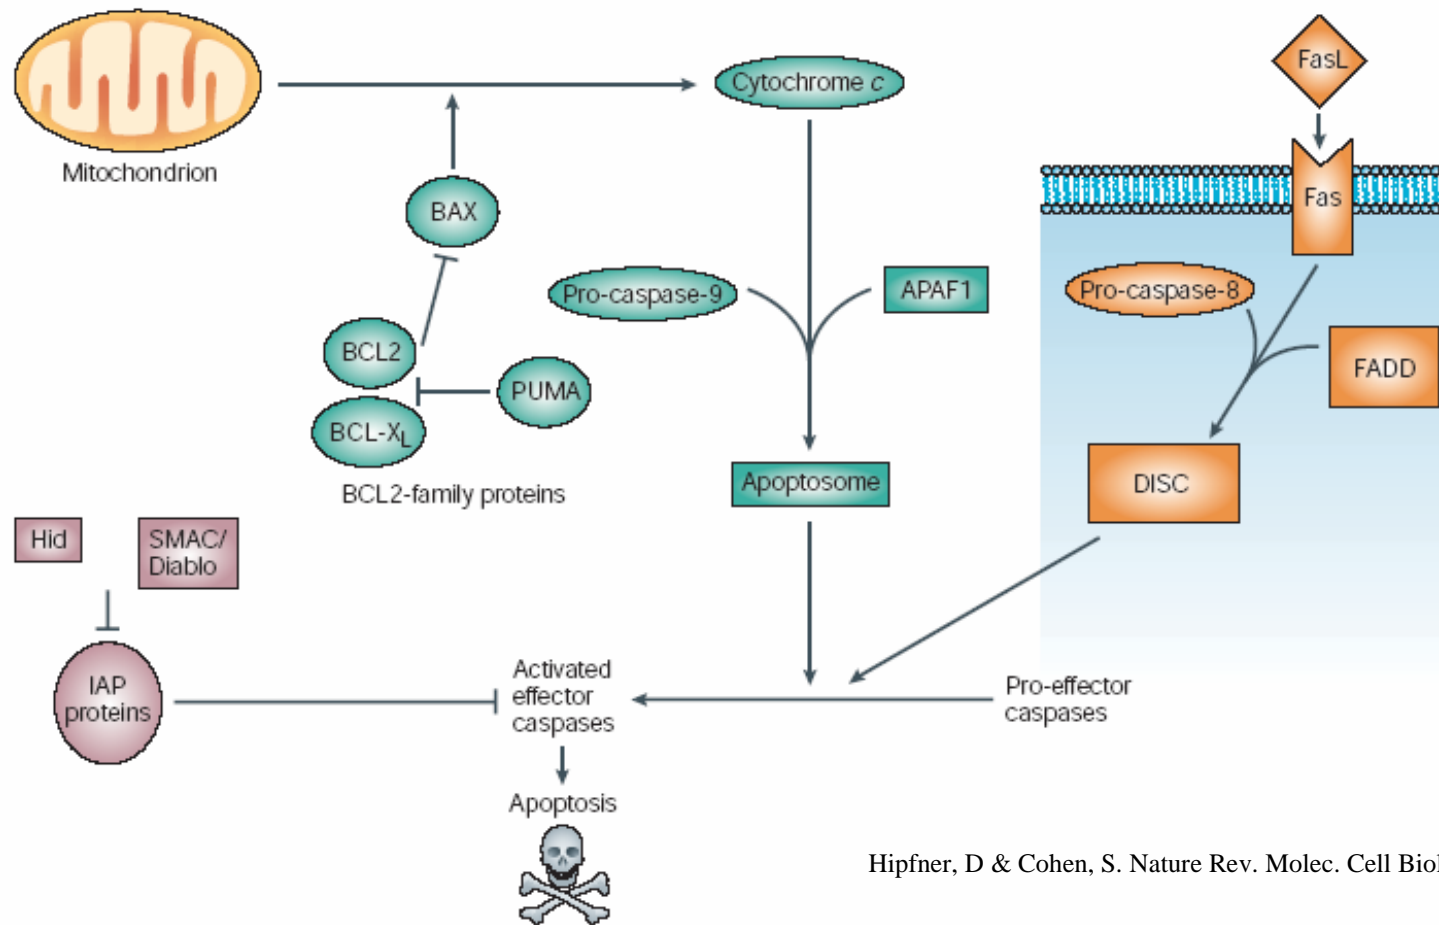 Mitochondrion
Cytochrome c
FasL
Fas
BAX
Pro-caspase-9
APAF1
Pro-caspase-8
FADD
BCL2
PUMA
BCL-XL
BCL2-family proteins
Apoptosome
DISC
Hid
SMAC/
Diablo
IAP
proteins
Activated
effector
caspases
Pro-effector
caspases
Apoptosis
Hipfner, D & Cohen, S. Nature Rev. Molec. Cell Biol